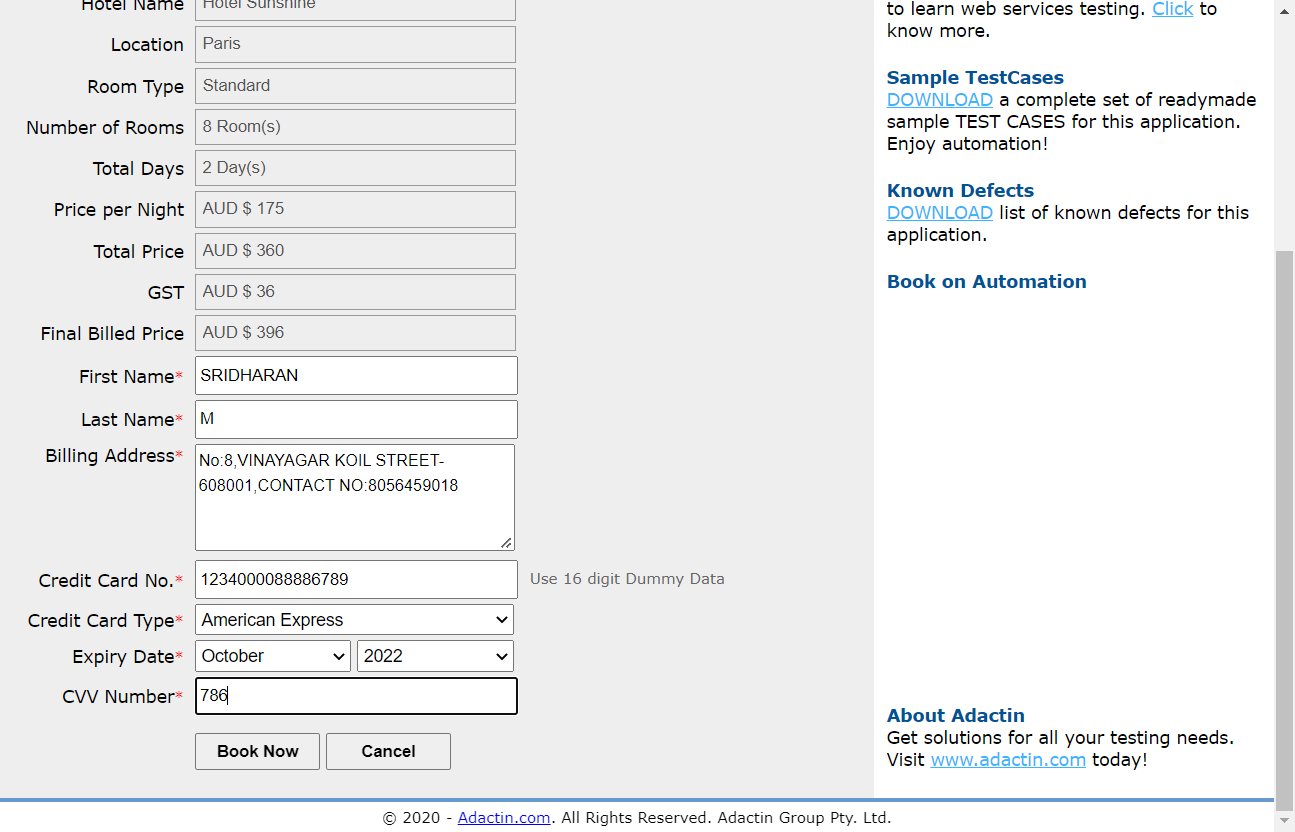 Hotel Name Hotel Sunshine
Location Paris
Room Type Standard
Number of Rooms 8 Room(s)
Total Days 2 Day(s)
Price per Night AUD $ 175
Total Price AUD $ 360
GST AUD $ 36
Final Billed Price AUD $ 396
First Name* SRIDHARAN
Last Name* M
Billing Address* No:8,VINAYAGAR KOIL STREET-
608001,CONTACT NO:8056459018
Credit Card No.* 1234000088886789 Use 16 digit Dummy Data
Credit Card Type* American Express
Expiry Date* October 2022
CVV Number* 786
Book Now Cancel
to learn web services testing. Click to
know more.
Sample TestCases
DOWNLOAD a complete set of readymade
sample TEST CASES for this application.
Enjoy automation!
Known Defects
DOWNLOAD list of known defects for this
application.
Book on Automation
About Adactin
Get solutions for all your testing needs.
Visit www.adactin.com today!
© 2020 - Adactin.com. All Rights Reserved. Adactin Group Pty. Ltd.